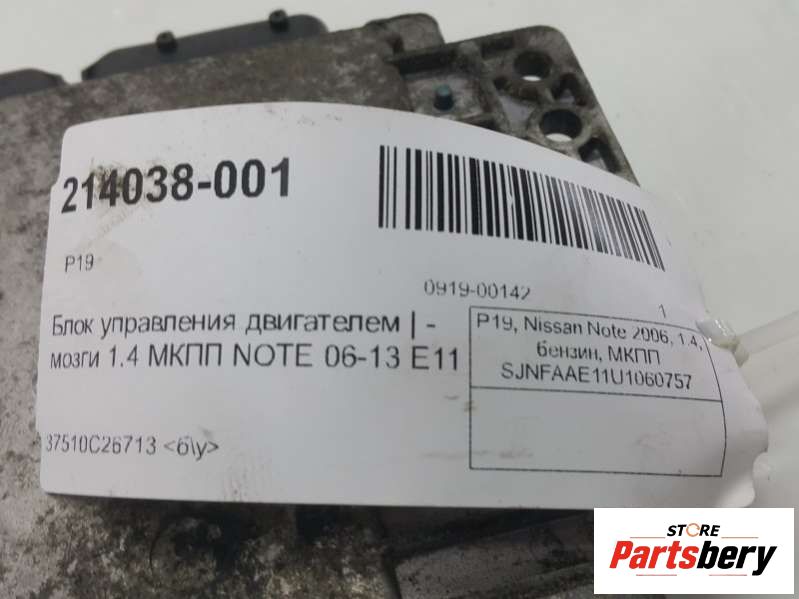 214038-001
P19
0919-00142
1
Блок управления двигателем | -
мозги 1.4 МКПП NOTE 06-13 E11
P19, Nissan Note 2006, 1.4,
бензин, МКПП
SJNFAAE11U1060757
37510C26713 <б\у>
STORE
Partsbery